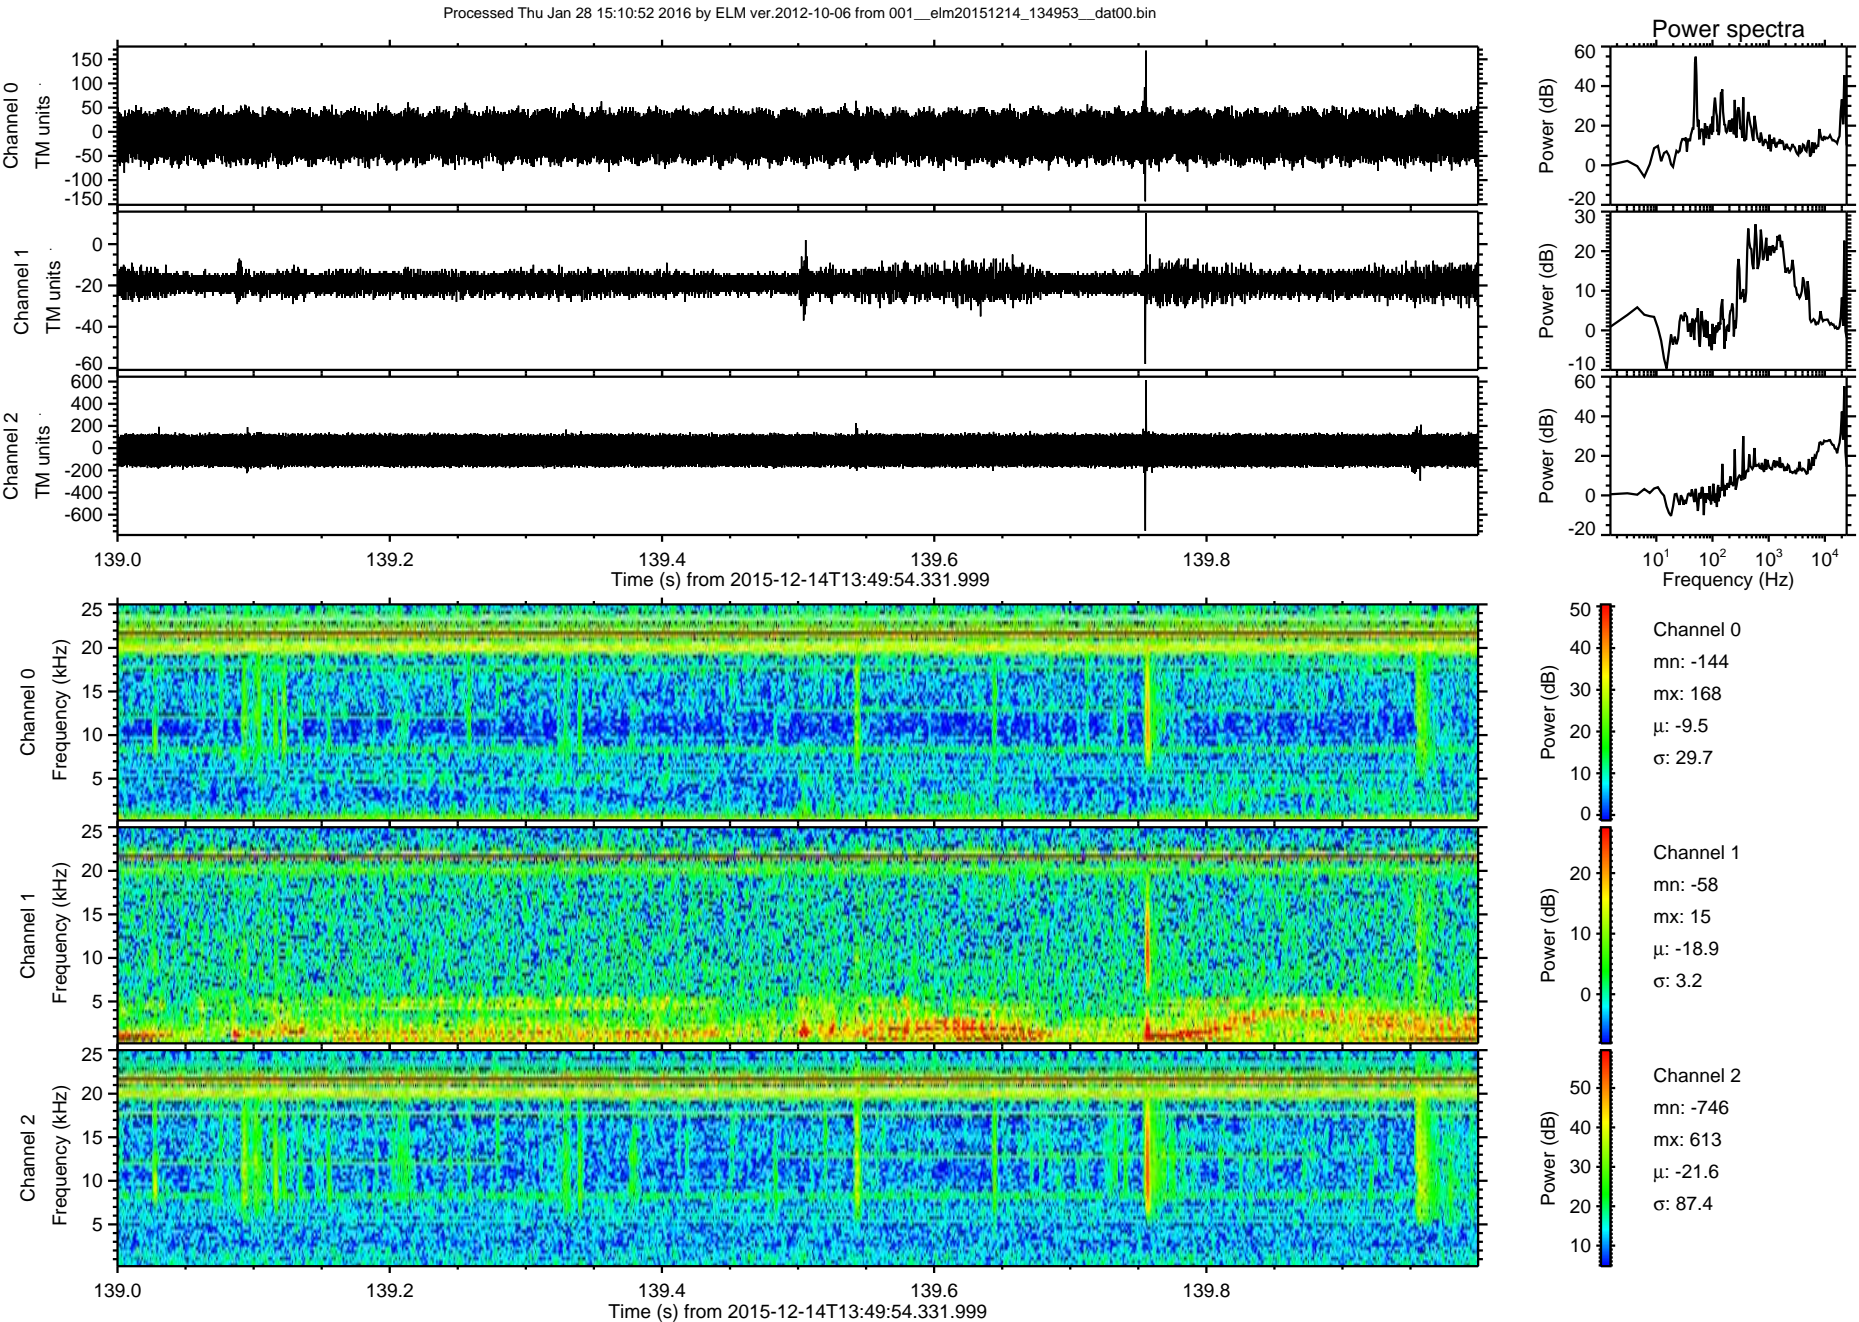 Processed Thu Jan 28 15:10:52 2016 by ELM ver.2012-10-06 from 001__elm20151214_134953__dat00.bin
Power spectra
Channel 0
TM units
150
100
50
0
-50
-100
-150
Power (dB)
60
40
20
0
-20
Channel 1
TM units
0
-20
-40
-60
Power (dB)
30
20
10
0
-10
Channel 2
TM units
600
400
200
0
-200
-400
-600
Power (dB)
60
40
20
0
-20
139.0 139.2 139.4 139.6 139.8
Time (s) from 2015-12-14T13:49:54.331.999
10¹ 10² 10³ 10⁴
Frequency (Hz)
Channel 0
Frequency (kHz)
25
20
15
10
5
Power (dB)
50
40
30
20
10
0
Channel 0
mn: -144
mx: 168
μ: -9.5
σ: 29.7
Channel 1
Frequency (kHz)
25
20
15
10
5
Power (dB)
20
10
0
Channel 1
mn: -58
mx: 15
μ: -18.9
σ: 3.2
Channel 2
Frequency (kHz)
25
20
15
10
5
Power (dB)
50
40
30
20
10
Channel 2
mn: -746
mx: 613
μ: -21.6
σ: 87.4
139.0 139.2 139.4 139.6 139.8
Time (s) from 2015-12-14T13:49:54.331.999